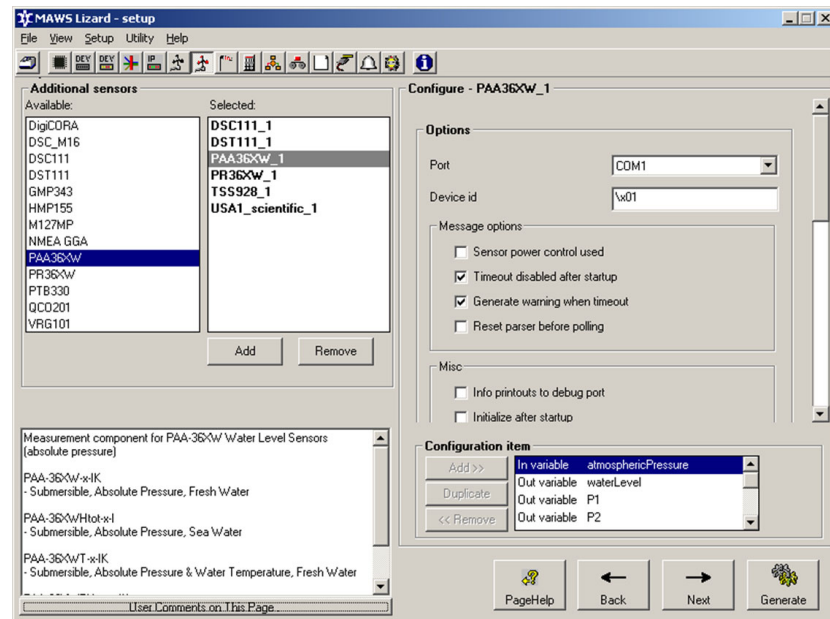 MAWS Lizard - setup
File View Setup Utility Help
DEV DEV IP
Additional sensors
Available:
DigiCORA
DSC_M16
DSC111
DST111
GMP343
HMP155
M127MP
NMEA GGA
PAA36XW
PR36XW
PTB330
QCO201
VRG101
Selected:
DSC111_1
DST111_1
PAA36XW_1
PR36XW_1
TSS928_1
USA1_scientific_1
Add Remove
Measurement component for PAA-36XW Water Level Sensors
(absolute pressure)
PAA-36XW-x-IK
- Submersible, Absolute Pressure, Fresh Water
PAA-36XWHtot-x-I
- Submersible, Absolute Pressure, Sea Water
PAA-36XWT-x-IK
- Submersible, Absolute Pressure & Water Temperature, Fresh Water
User Comments on This Page..
Configure - PAA36XW_1
Options
Port COM1
Device id \x01
Message options
Sensor power control used
Timeout disabled after startup
Generate warning when timeout
Reset parser before polling
Misc
Info printouts to debug port
Initialize after startup
Configuration item
Add >>
Duplicate
<< Remove
In variable atmosphericPressure
Out variable waterLevel
Out variable P1
Out variable P2
PageHelp Back Next Generate